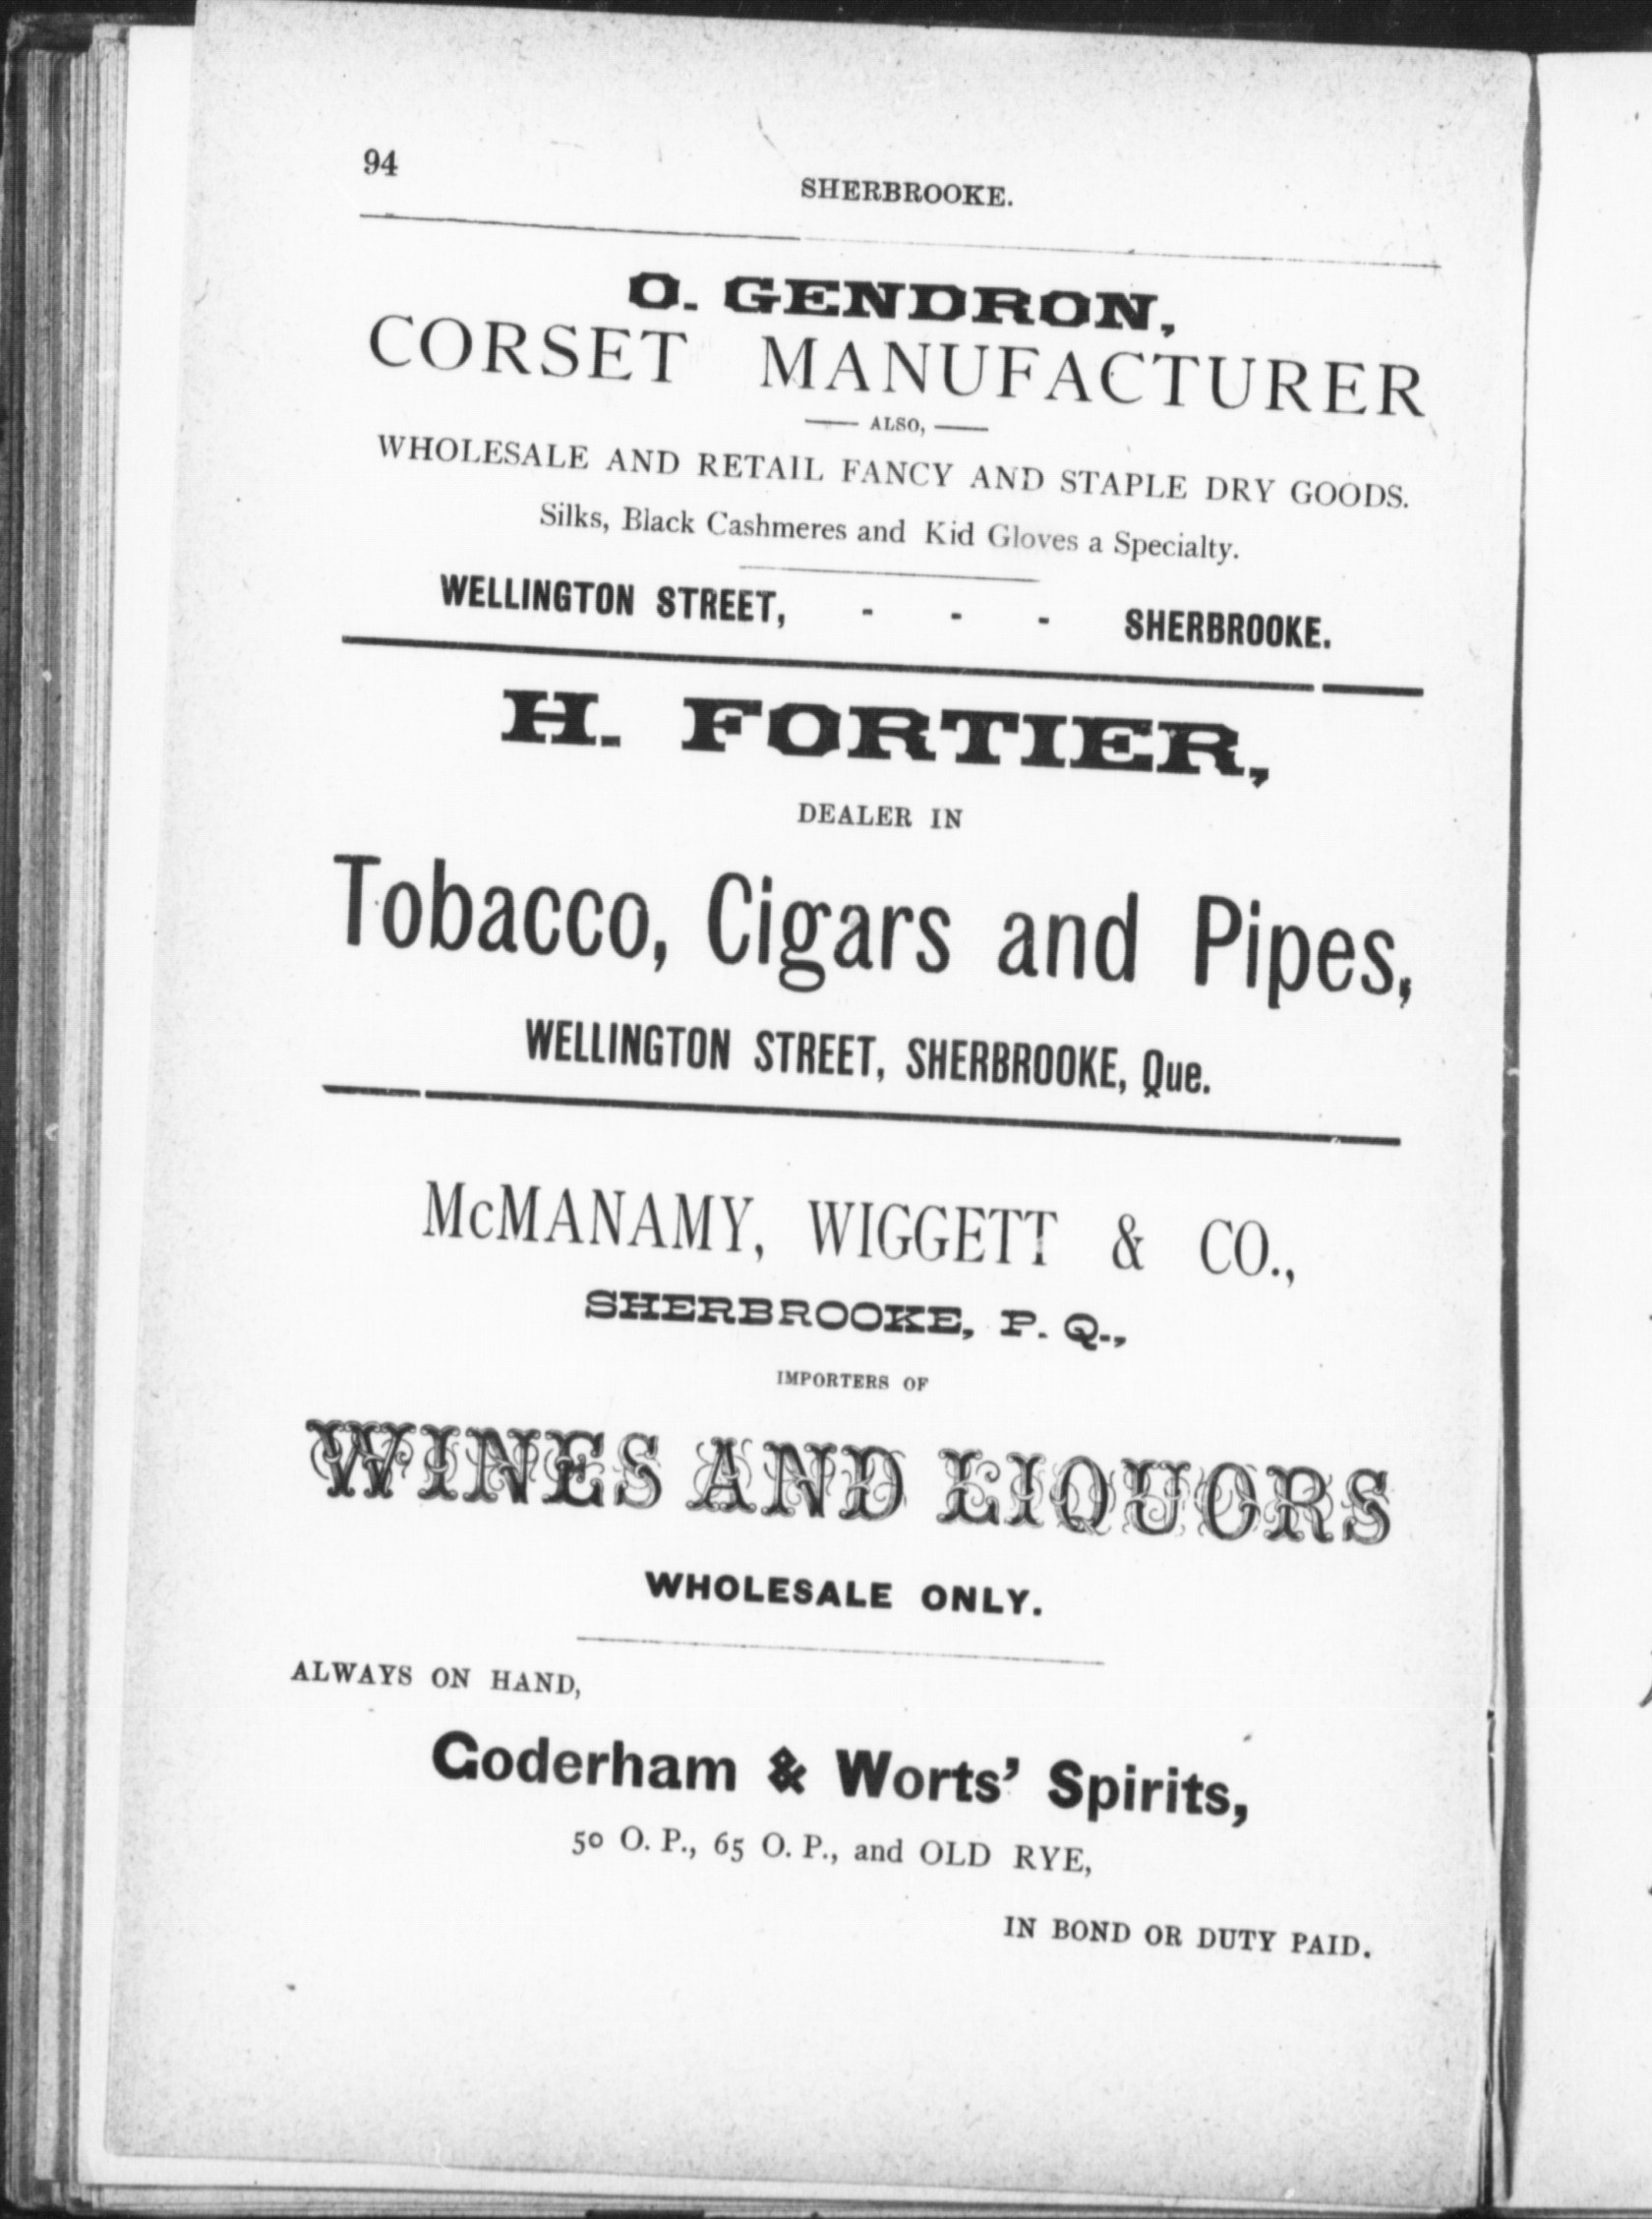 94
SHERBROOKE.
O. GENDRON,
CORSET MANUFACTURER
ALSO,
WHOLESALE AND RETAIL FANCY AND STAPLE DRY GOODS.
Silks, Black Cashmeres and Kid Gloves a Specialty.
WELLINGTON STREET, - - - SHERBROOKE.
H. FORTIER,
DEALER IN
Tobacco, Cigars and Pipes,
WELLINGTON STREET, SHERBROOKE, Que.
McMANAMY, WIGGETT & CO.,
SHERBROOKE, P. Q.,
IMPORTERS OF
WINES AND LIQUORS
WHOLESALE ONLY.
ALWAYS ON HAND,
Goderham & Worts' Spirits,
50 O. P., 65 O. P., and OLD RYE,
IN BOND OR DUTY PAID.